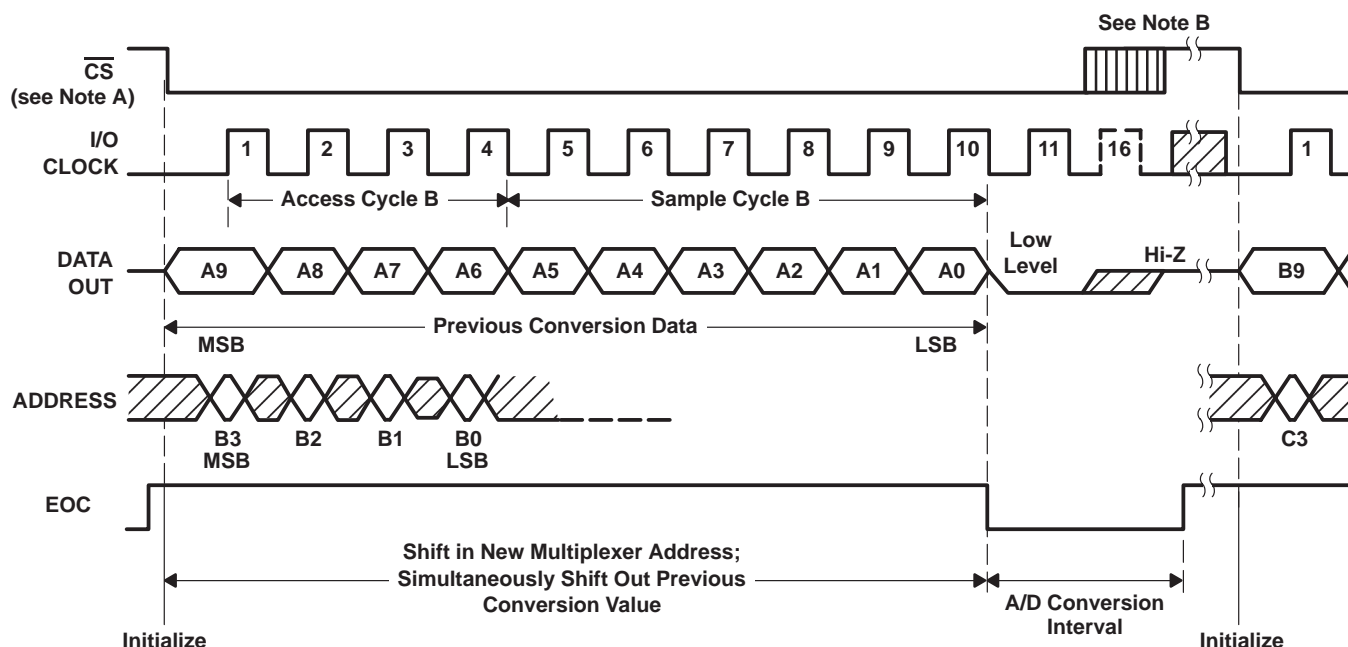 See Note B
CS
(see Note A)
I/O
CLOCK
1 2 3 4 5 6 7 8 9 10 11 16 1
Access Cycle B
Sample Cycle B
DATA
OUT
A9 A8 A7 A6 A5 A4 A3 A2 A1 A0
Low
Level
Hi-Z
B9
Previous Conversion Data
MSB
LSB
ADDRESS
B3
MSB
B2
B1
B0
LSB
C3
EOC
Shift in New Multiplexer Address;
Simultaneously Shift Out Previous
Conversion Value
A/D Conversion
Interval
Initialize
Initialize